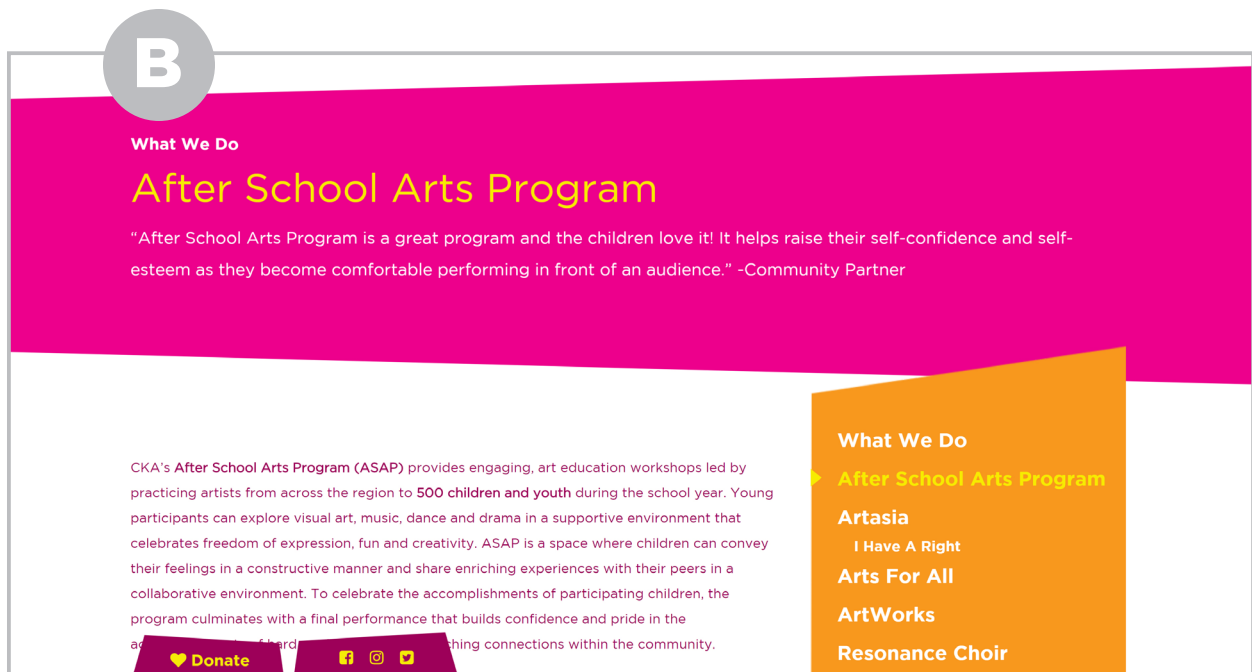 B
What We Do
After School Arts Program
“After School Arts Program is a great program and the children love it! It helps raise their self-confidence and self-
esteem as they become comfortable performing in front of an audience.” -Community Partner
CKA’s After School Arts Program (ASAP) provides engaging, art education workshops led by
practicing artists from across the region to 500 children and youth during the school year. Young
participants can explore visual art, music, dance and drama in a supportive environment that
celebrates freedom of expression, fun and creativity. ASAP is a space where children can convey
their feelings in a constructive manner and share enriching experiences with their peers in a
collaborative environment. To celebrate the accomplishments of participating children, the
program culminates with a final performance that builds confidence and pride in the
connections within the community.
Donate
What We Do
After School Arts Program
Artasia
I Have A Right
Arts For All
ArtWorks
Resonance Choir